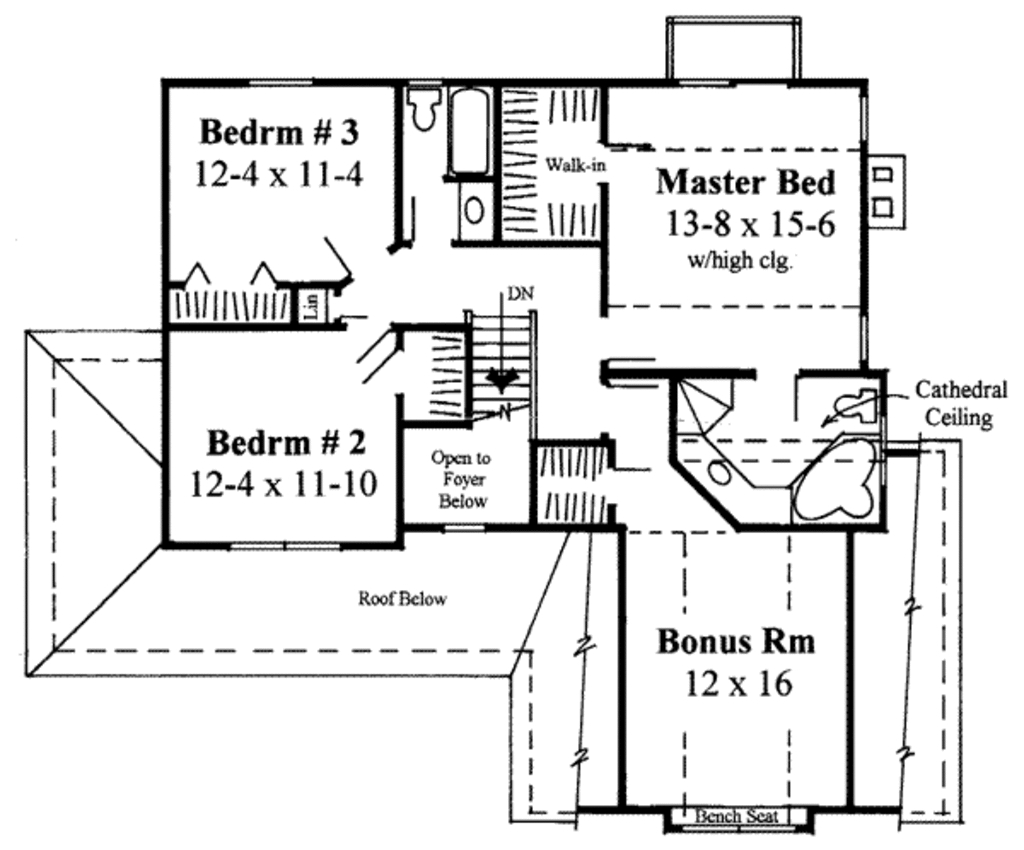 Bedrm # 3
12-4 x 11-4
Walk-in
Master Bed
13-8 x 15-6
w/high clg.
Lin
DN
Cathedral
Ceiling
Bedrm # 2
12-4 x 11-10
Open to
Foyer
Below
Roof Below
Bonus Rm
12 x 16
Bench Seat